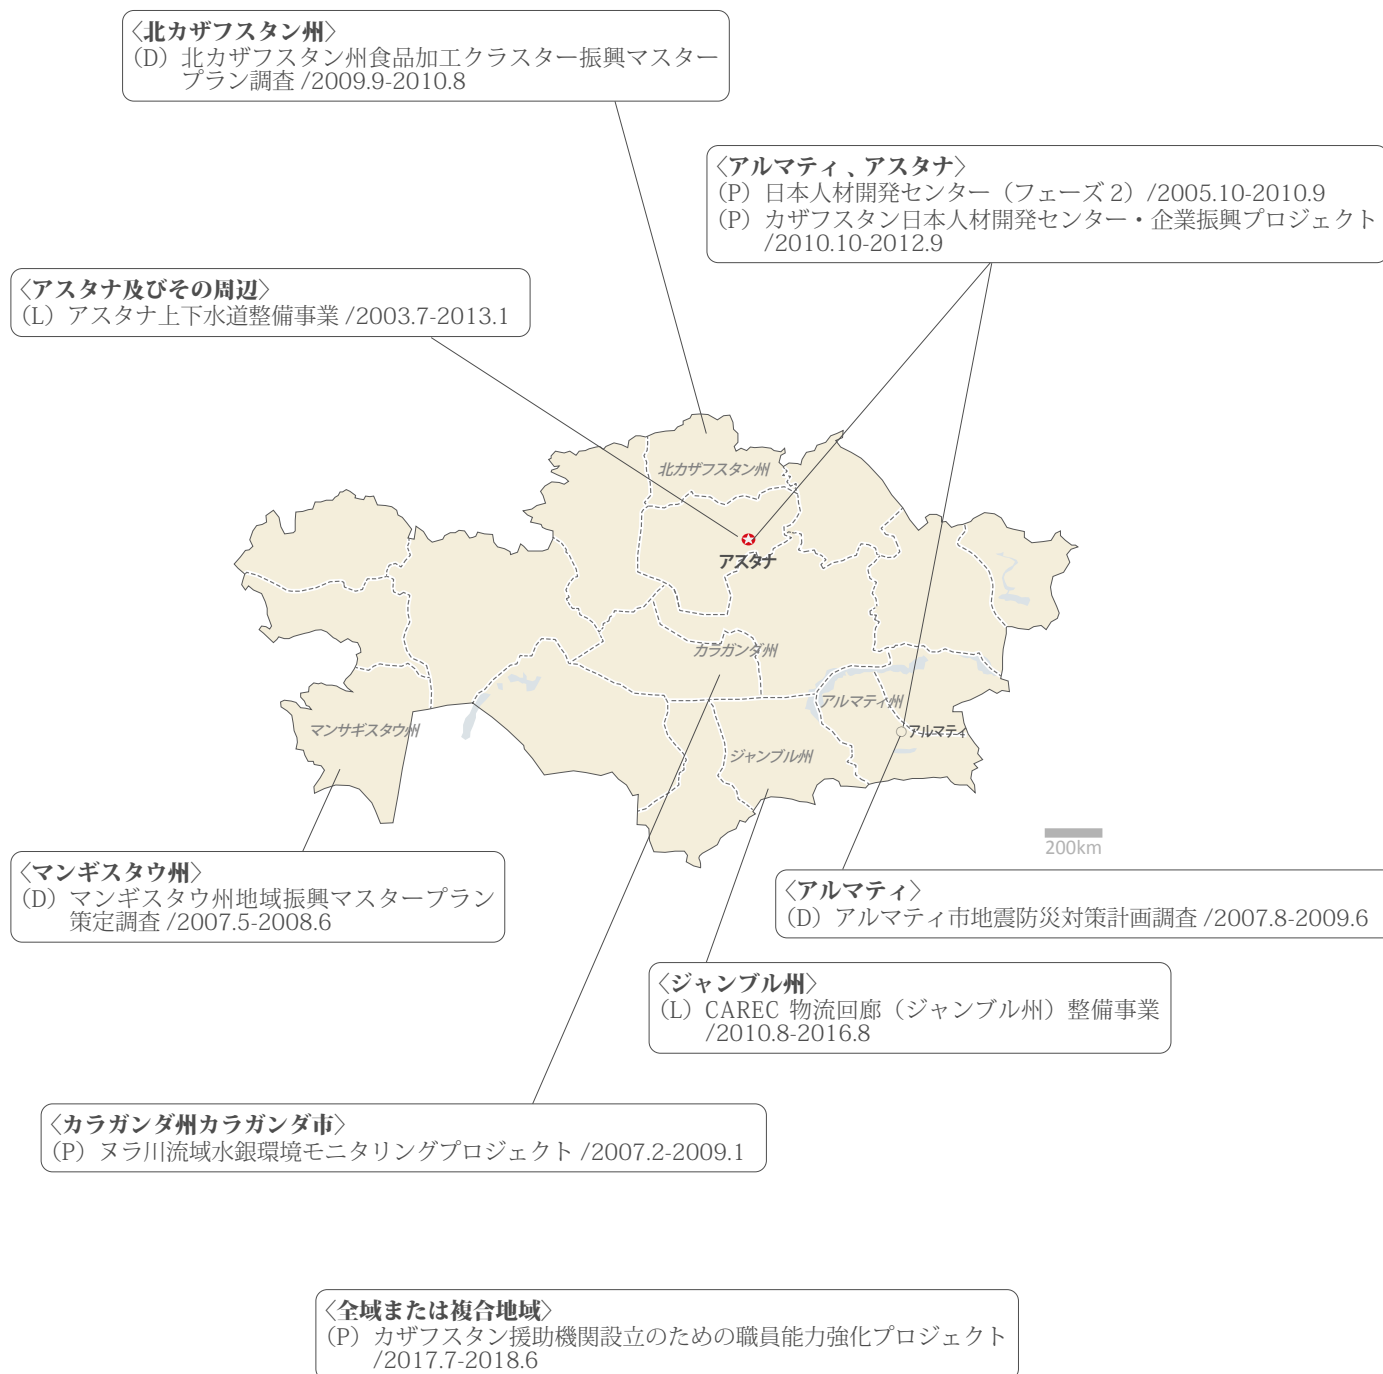 〈北カザフスタン州〉
(D) 北カザフスタン州食品加工クラスター振興マスター
プラン調査 /2009.9-2010.8
〈アルマティ、アスタナ〉
(P) 日本人材開発センター（フェーズ 2）/2005.10-2010.9
(P) カザフスタン日本人材開発センター・企業振興プロジェクト
/2010.10-2012.9
〈アスタナ及びその周辺〉
(L) アスタナ上下水道整備事業 /2003.7-2013.1
北カザフスタン州
アスタナ
カラガンダ州
アルマティ州
マンサギスタウ州
アルマティ
ジャンブル州
200km
〈マンギスタウ州〉
(D) マンギスタウ州地域振興マスタープラン
策定調査 /2007.5-2008.6
〈アルマティ〉
(D) アルマティ市地震防災対策計画調査 /2007.8-2009.6
〈ジャンブル州〉
(L) CAREC 物流回廊（ジャンブル州）整備事業
/2010.8-2016.8
〈カラガンダ州カラガンダ市〉
(P) ヌラ川流域水銀環境モニタリングプロジェクト /2007.2-2009.1
〈全域または複合地域〉
(P) カザフスタン援助機関設立のための職員能力強化プロジェクト
/2017.7-2018.6